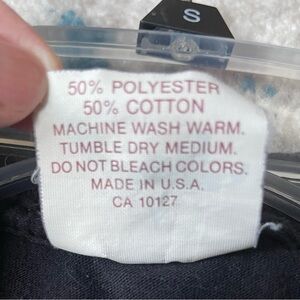 S
50% POLYESTER
50% COTTON
MACHINE WASH WARM.
TUMBLE DRY MEDIUM.
DO NOT BLEACH COLORS.
MADE IN U.S.A.
CA 10127